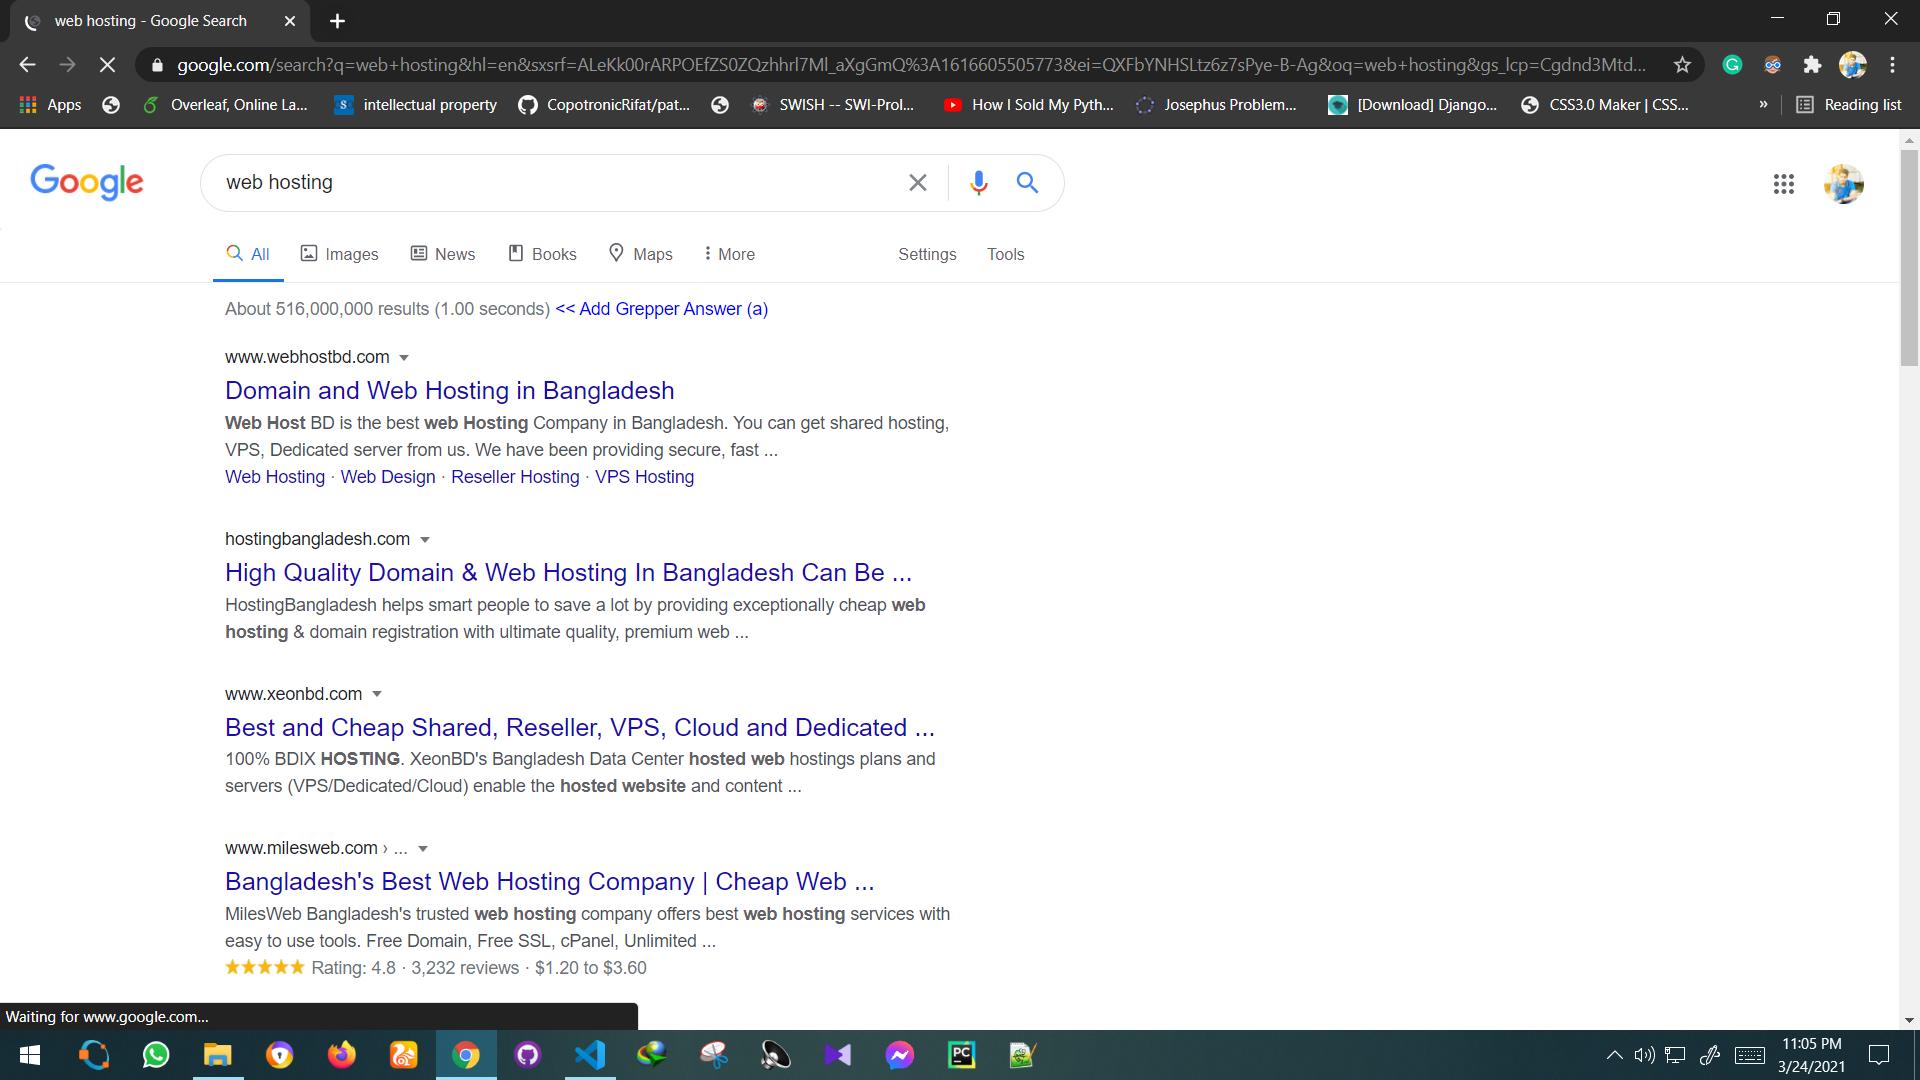 web hosting - Google Search
google.com/search?q=web+hosting&hl=en&sxsrf=ALeKk00rARPOEfZS0ZQzhhrl7Ml_aXgGmQ%3A1616605505773&ei=QXFbYNHSLtz6z7sPye-B-Ag&oq=web+hosting&gs_lcp=Cgdnd3Mtd...
Apps Overleaf, Online La... intellectual property CopotronicRifat/pat... SWISH -- SWI-Prol... How I Sold My Pyth... Josephus Problem... [Download] Django... CSS3.0 Maker | CSS... » Reading list
Google web hosting
All Images News Books Maps More Settings Tools
About 516,000,000 results (1.00 seconds) << Add Grepper Answer (a)
www.webhostbd.com
Domain and Web Hosting in Bangladesh
Web Host BD is the best web Hosting Company in Bangladesh. You can get shared hosting,
VPS, Dedicated server from us. We have been providing secure, fast ...
Web Hosting · Web Design · Reseller Hosting · VPS Hosting
hostingbangladesh.com
High Quality Domain & Web Hosting In Bangladesh Can Be ...
HostingBangladesh helps smart people to save a lot by providing exceptionally cheap web
hosting & domain registration with ultimate quality, premium web ...
www.xeonbd.com
Best and Cheap Shared, Reseller, VPS, Cloud and Dedicated ...
100% BDIX HOSTING. XeonBD's Bangladesh Data Center hosted web hostings plans and
servers (VPS/Dedicated/Cloud) enable the hosted website and content ...
www.milesweb.com › ...
Bangladesh's Best Web Hosting Company | Cheap Web ...
MilesWeb Bangladesh's trusted web hosting company offers best web hosting services with
easy to use tools. Free Domain, Free SSL, cPanel, Unlimited ...
Rating: 4.8 · 3,232 reviews · $1.20 to $3.60
Waiting for www.google.com...
PC
11:05 PM
3/24/2021